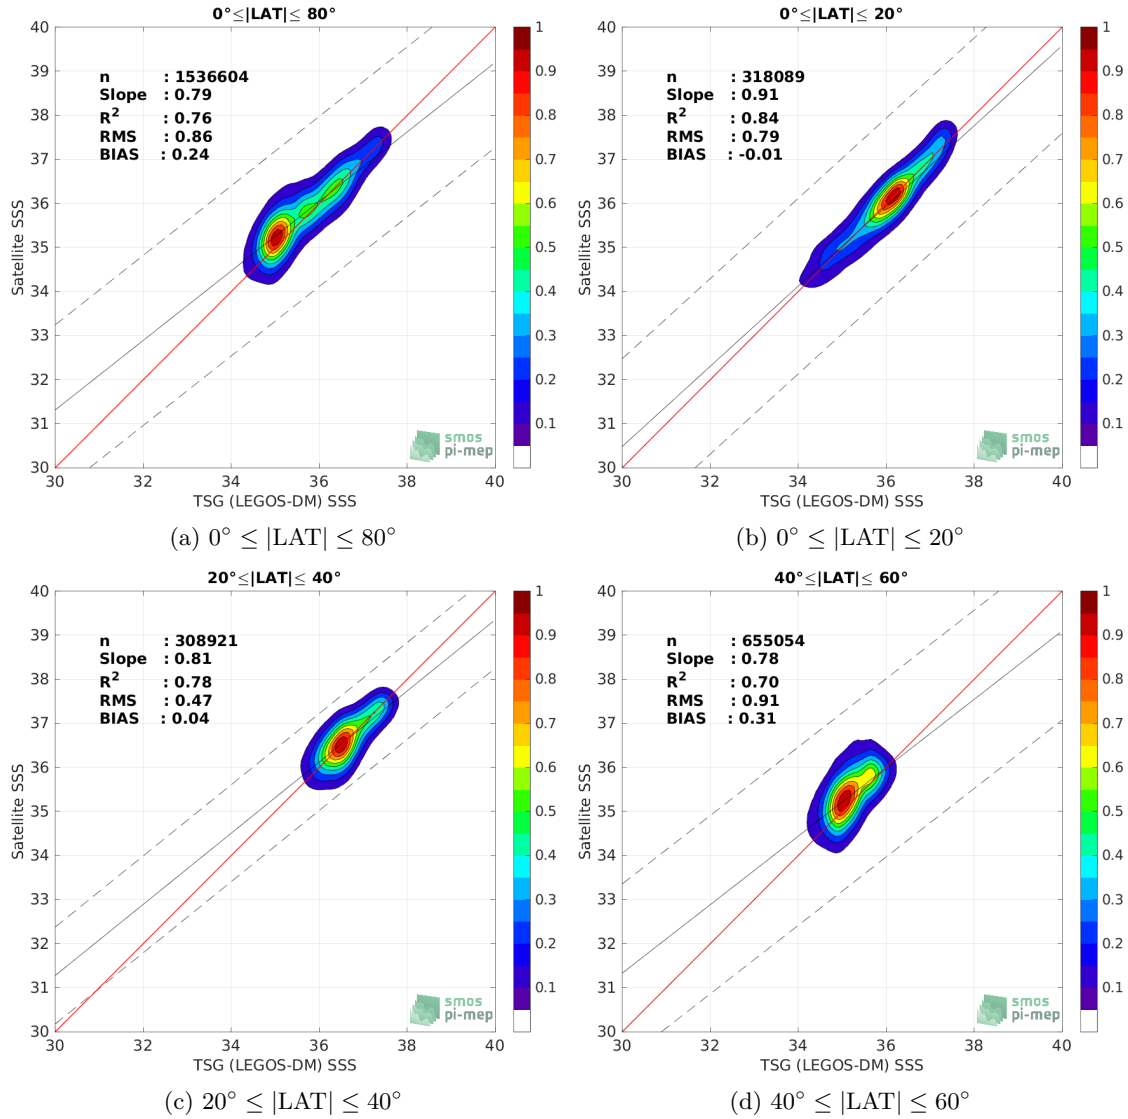 0°≤|LAT|≤ 80°
40
39
38
37
36
35
34
33
32
31
30
30
32
34
36
38
40
Satellite SSS
TSG (LEGOS-DM) SSS
n : 1536604
Slope : 0.79
R² : 0.76
RMS : 0.86
BIAS : 0.24
1
0.9
0.8
0.7
0.6
0.5
0.4
0.3
0.2
0.1
smos
pi-mep
(a) 0° ≤ |LAT| ≤ 80°
0°≤|LAT|≤ 20°
40
39
38
37
36
35
34
33
32
31
30
30
32
34
36
38
40
Satellite SSS
TSG (LEGOS-DM) SSS
n : 318089
Slope : 0.91
R² : 0.84
RMS : 0.79
BIAS : -0.01
1
0.9
0.8
0.7
0.6
0.5
0.4
0.3
0.2
0.1
smos
pi-mep
(b) 0° ≤ |LAT| ≤ 20°
20°≤|LAT|≤ 40°
40
39
38
37
36
35
34
33
32
31
30
30
32
34
36
38
40
Satellite SSS
TSG (LEGOS-DM) SSS
n : 308921
Slope : 0.81
R² : 0.78
RMS : 0.47
BIAS : 0.04
1
0.9
0.8
0.7
0.6
0.5
0.4
0.3
0.2
0.1
smos
pi-mep
(c) 20° ≤ |LAT| ≤ 40°
40°≤|LAT|≤ 60°
40
39
38
37
36
35
34
33
32
31
30
30
32
34
36
38
40
Satellite SSS
TSG (LEGOS-DM) SSS
n : 655054
Slope : 0.78
R² : 0.70
RMS : 0.91
BIAS : 0.31
1
0.9
0.8
0.7
0.6
0.5
0.4
0.3
0.2
0.1
smos
pi-mep
(d) 40° ≤ |LAT| ≤ 60°